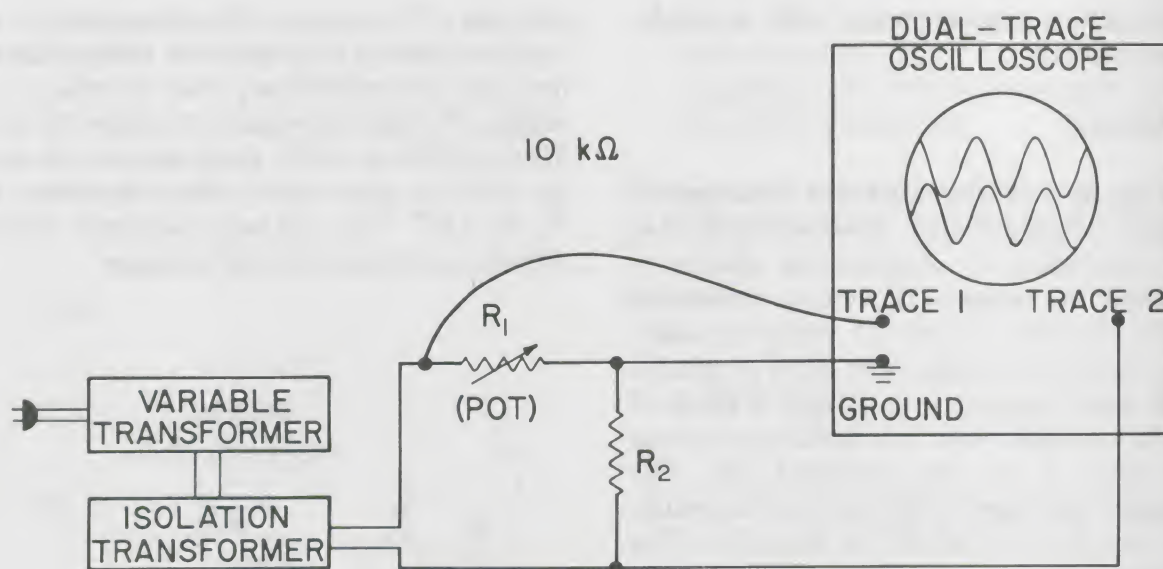 DUAL-TRACE
OSCILLOSCOPE
10 kΩ
TRACE 1 TRACE 2
R1
(POT)
GROUND
VARIABLE
TRANSFORMER
R2
ISOLATION
TRANSFORMER